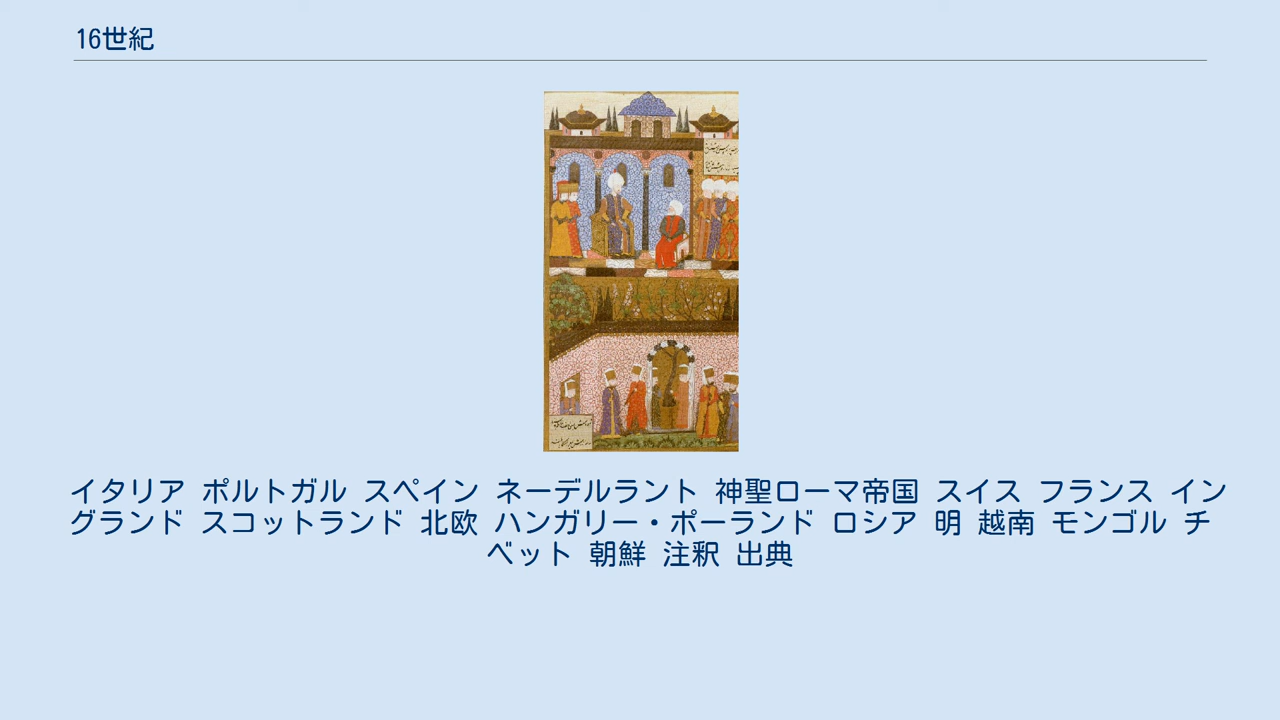 16世紀
イタリア ポルトガル スペイン ネーデルラント 神聖ローマ帝国 スイス フランス イン
グランド スコットランド 北欧 ハンガリー・ポーランド ロシア 明 越南 モンゴル チ
ベット 朝鮮 注釈 出典